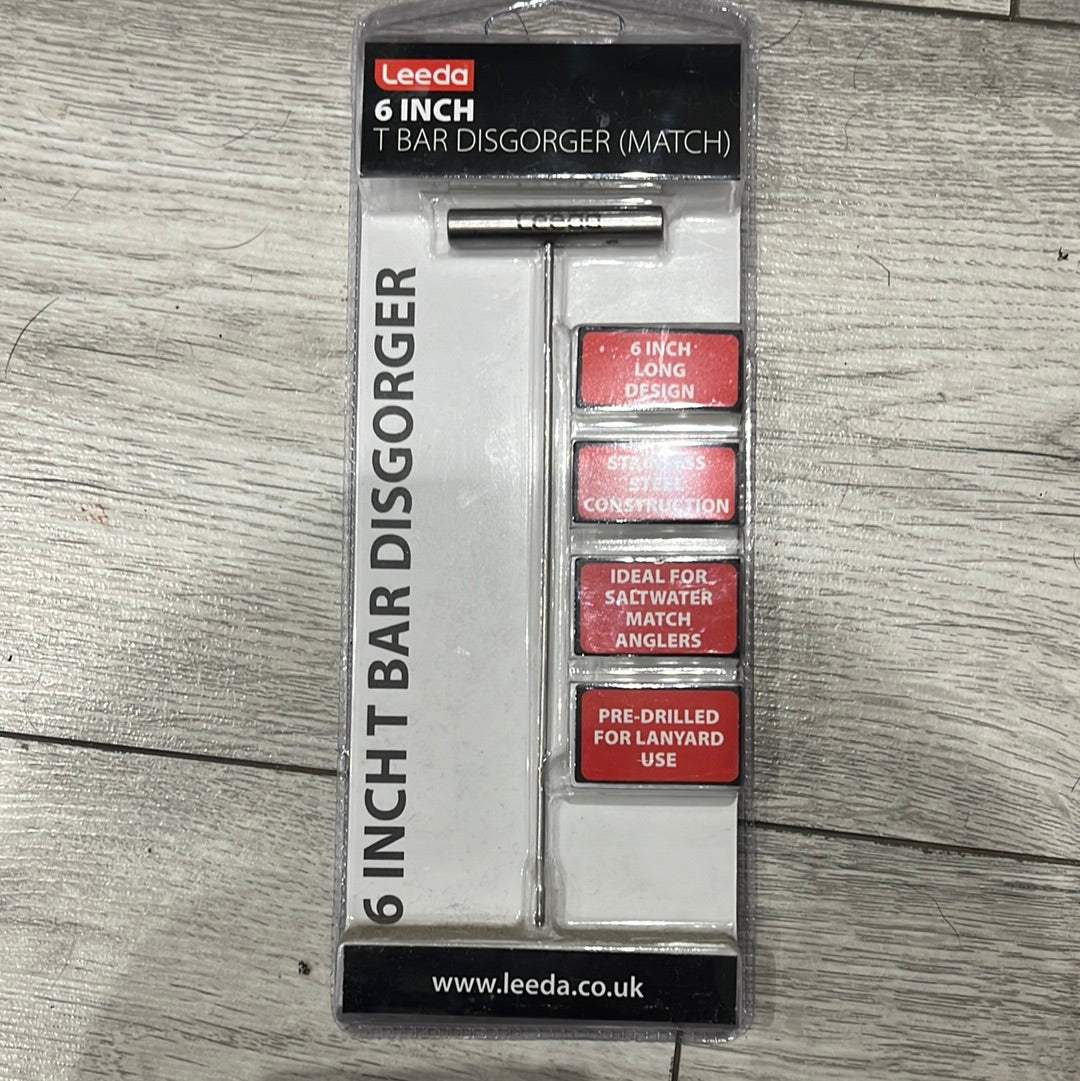 Leeda
6 INCH
T BAR DISGORGER (MATCH)
Leeda
6 INCH T BAR DISGORGER
6 INCH
LONG
DESIGN
STAINLESS
STEEL
CONSTRUCTION
IDEAL FOR
SALTWATER
MATCH
ANGLERS
PRE-DRILLED
FOR LANYARD
USE
www.leeda.co.uk